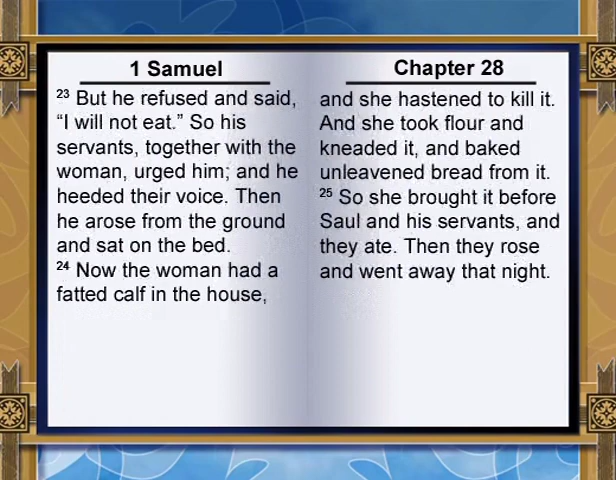 1 Samuel
23 But he refused and said,
“I will not eat.” So his
servants, together with the
woman, urged him; and he
heeded their voice. Then
he arose from the ground
and sat on the bed.
24 Now the woman had a
fatted calf in the house,
Chapter 28
and she hastened to kill it.
And she took flour and
kneaded it, and baked
unleavened bread from it.
25 So she brought it before
Saul and his servants, and
they ate. Then they rose
and went away that night.